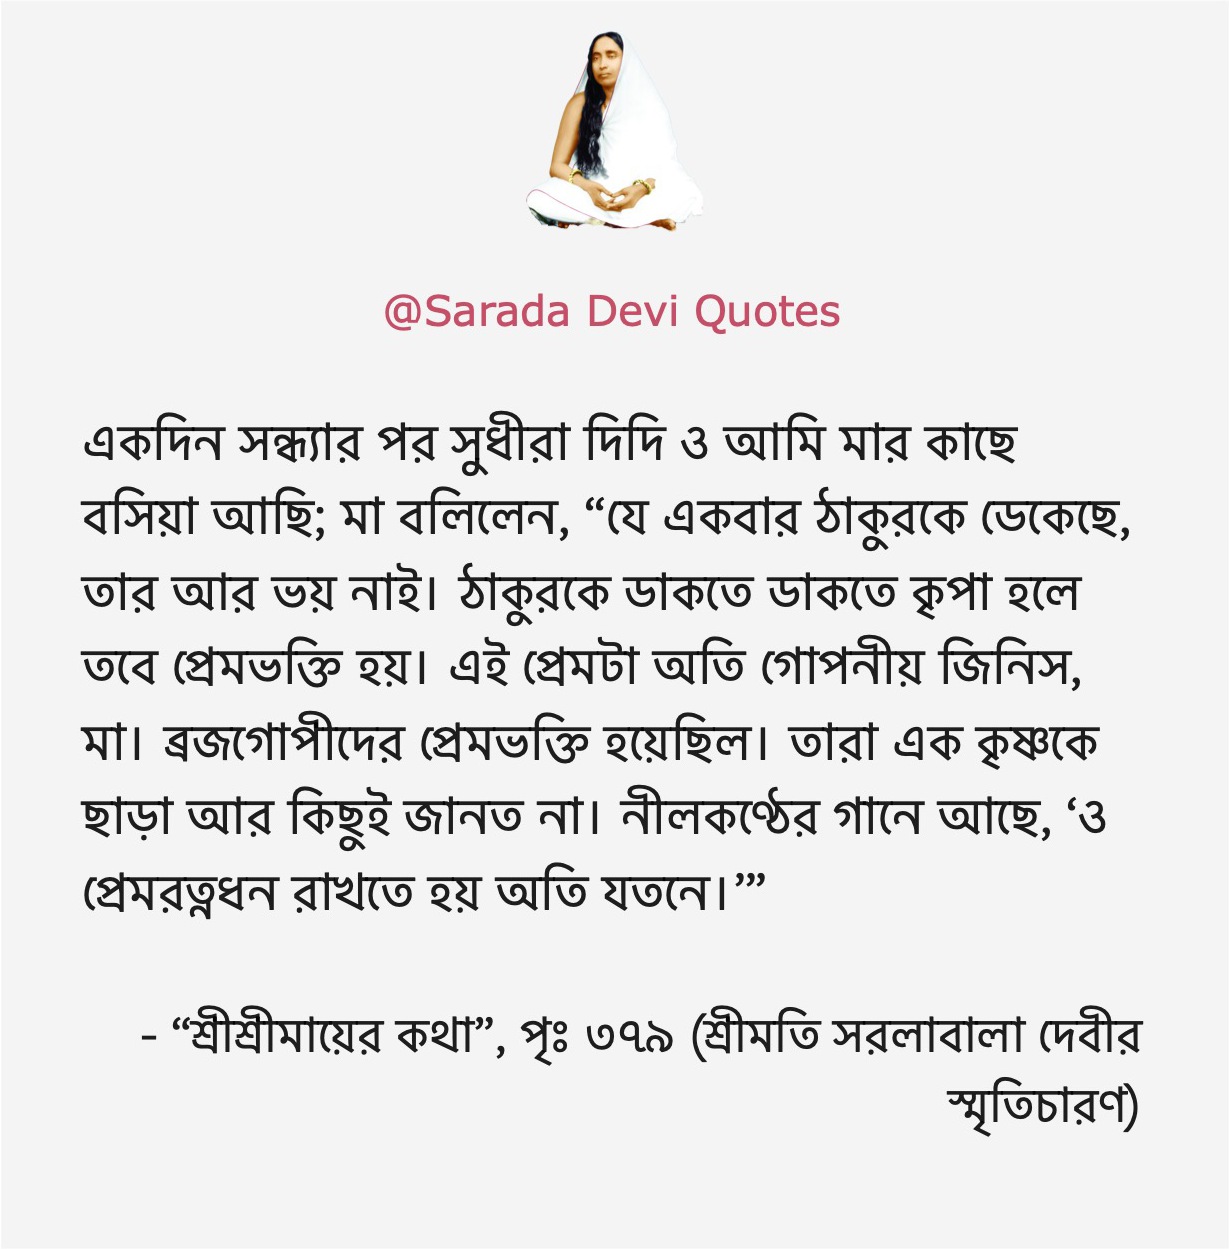 @Sarada Devi Quotes
একদিন সন্ধ্যার পর সুধীরা দিদি ও আমি মার কাছে
বসিয়া আছি; মা বলিলেন, “যে একবার ঠাকুরকে ডেকেছে,
তার আর ভয় নাই। ঠাকুরকে ডাকতে ডাকতে কৃপা হলে
তবে প্রেমভক্তি হয়। এই প্রেমটা অতি গোপনীয় জিনিস,
মা। ব্রজগোপীদের প্রেমভক্তি হয়েছিল। তারা এক কৃষ্ণকে
ছাড়া আর কিছুই জানত না। নীলকণ্ঠের গানে আছে, ‘ও
প্রেমরত্নধন রাখতে হয় অতি যতনে।’”
- “শ্রীশ্রীমায়ের কথা”, পৃঃ ৩৭৯ (শ্রীমতি সরলাবালা দেবীর
স্মৃতিচারণ)